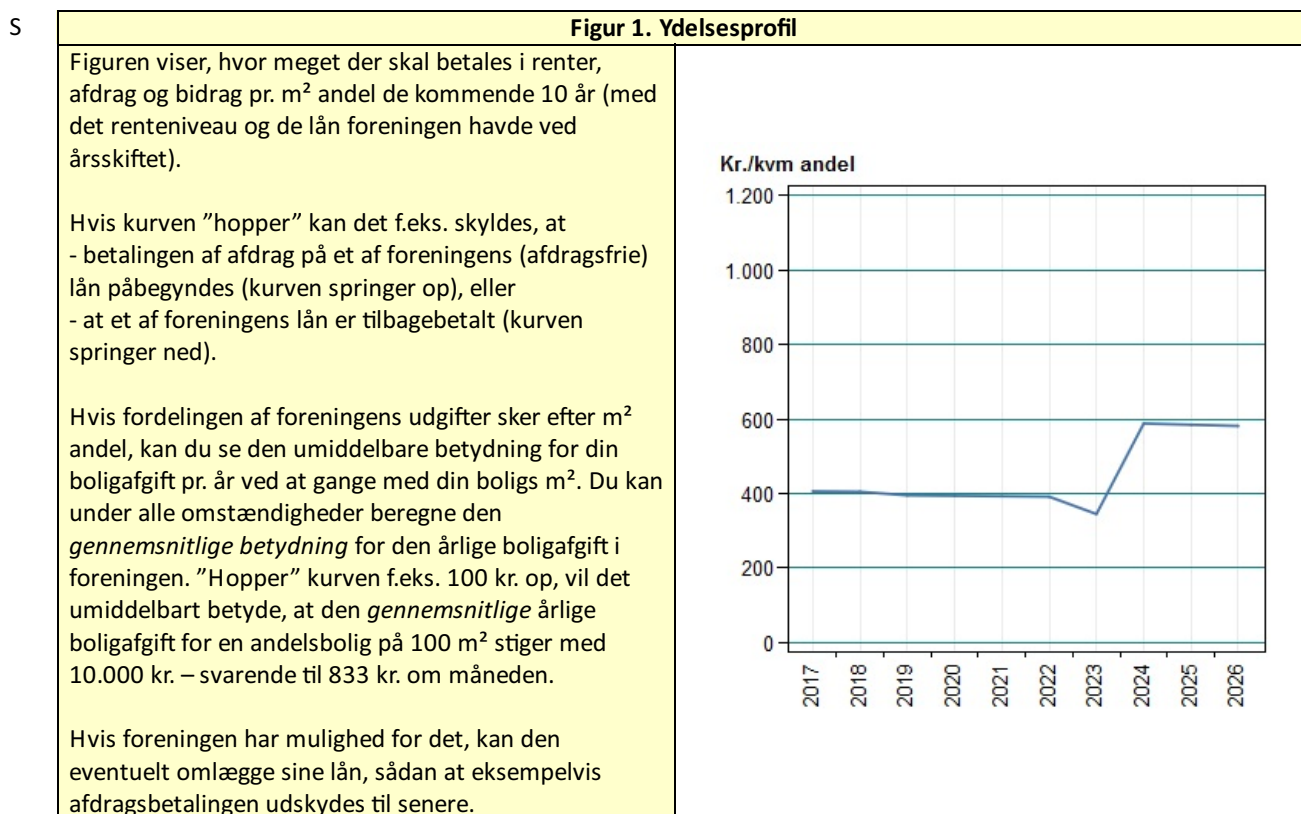 S
Figur 1. Ydelsesprofil
Figuren viser, hvor meget der skal betales i renter,
afdrag og bidrag pr. m² andel de kommende 10 år (med
det renteniveau og de lån foreningen havde ved
årsskiftet).
Hvis kurven ”hopper” kan det f.eks. skyldes, at
- betalingen af afdrag på et af foreningens (afdragsfrie)
lån påbegyndes (kurven springer op), eller
- at et af foreningens lån er tilbagebetalt (kurven
springer ned).
Hvis fordelingen af foreningens udgifter sker efter m²
andel, kan du se den umiddelbare betydning for din
boligafgift pr. år ved at gange med din boligs m². Du kan
under alle omstændigheder beregne den
gennemsnitlige betydning for den årlige boligafgift i
foreningen. ”Hopper” kurven f.eks. 100 kr. op, vil det
umiddelbart betyde, at den gennemsnitlige årlige
boligafgift for en andelsbolig på 100 m² stiger med
10.000 kr. – svarende til 833 kr. om måneden.
Hvis foreningen har mulighed for det, kan den
eventuelt omlægge sine lån, sådan at eksempelvis
afdragsbetalingen udskydes til senere.
Kr./kvm andel
1.200
1.000
800
600
400
200
0
2017
2018
2019
2020
2021
2022
2023
2024
2025
2026